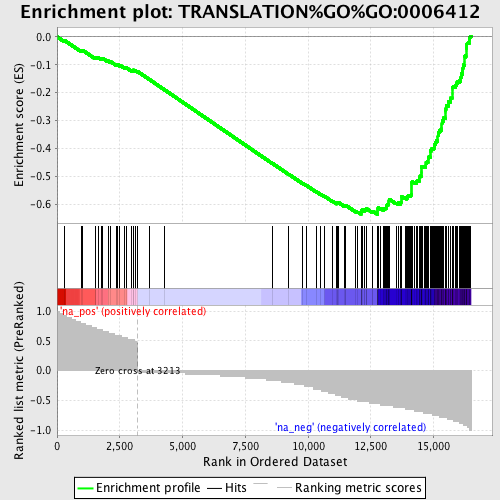 Enrichment plot: TRANSLATION%GO%GO:0006412
Enrichment score (ES)
0.0
-0.1
-0.2
-0.3
-0.4
-0.5
-0.6
Ranked list metric (PreRanked)
1.0
0.5
0.0
-0.5
-1.0
'na_pos' (positively correlated)
Zero cross at 3213
'na_neg' (negatively correlated)
0 2,500 5,000 7,500 10,000 12,500 15,000
Rank in Ordered Dataset
Enrichment profile Hits Ranking metric scores